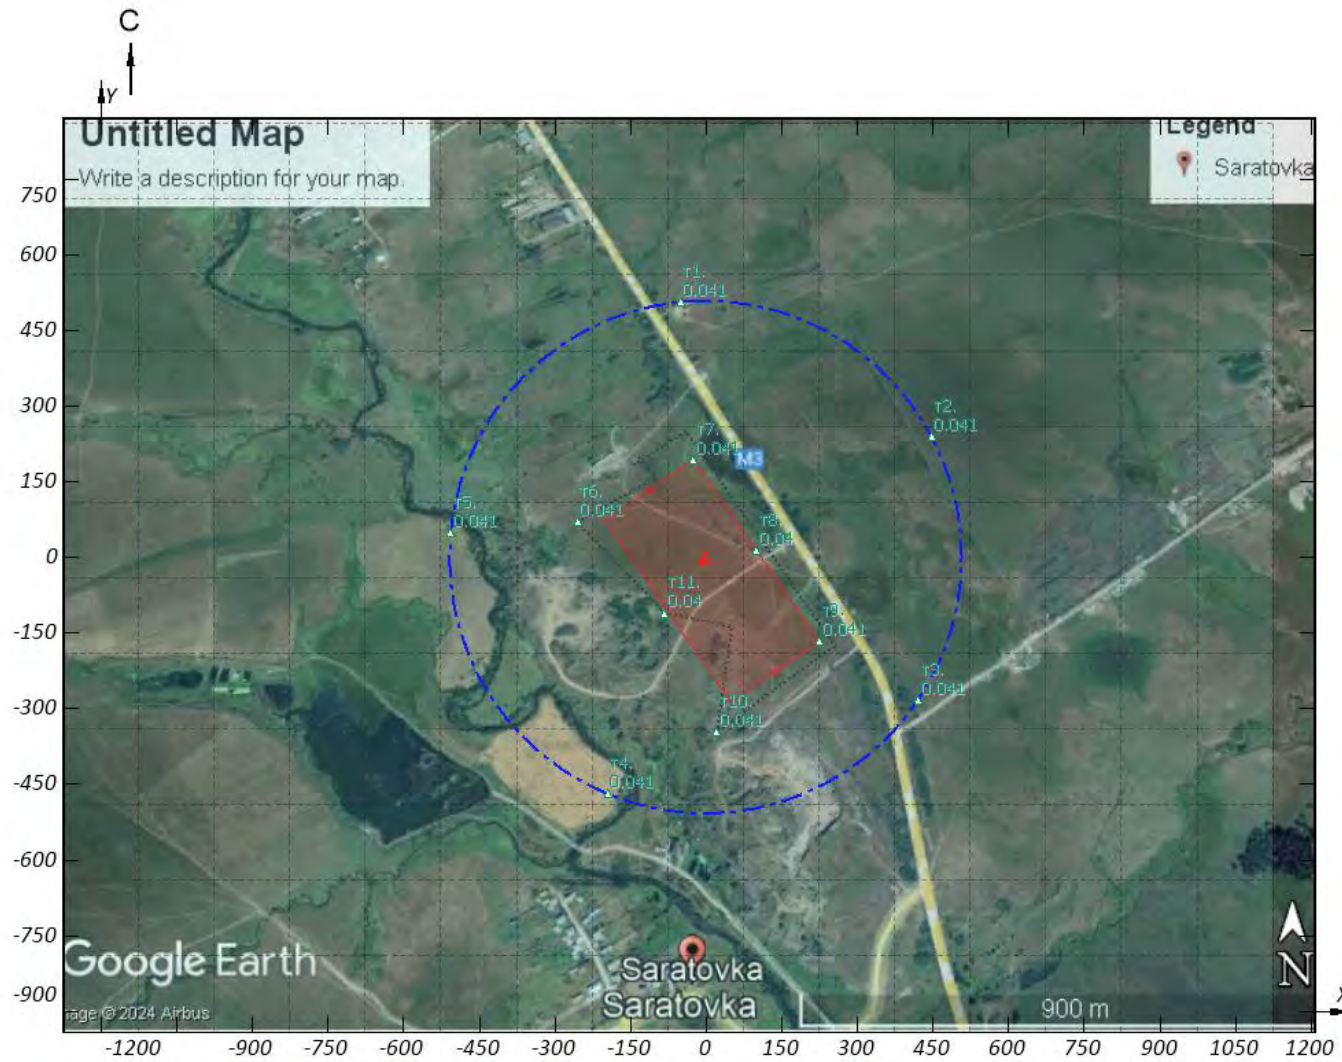 C
Y
Untitled Map
Write a description for your map.
Legend
Saratovka
750
600
450
300
150
0
-150
-300
-450
-600
-750
-900
r1.
0.041
r2.
0.041
r7.
0.041
M3
r6.
0.041
r5.
0.041
r8.
0.04
r11.
0.04
r9.
0.041
r3.
0.041
r10.
0.041
r4.
0.041
Google Earth
age © 2024 Airbus
Saratovka
Saratovka
N
900 m
X
-1200 -900 -750 -600 -450 -300 -150 0 150 300 450 600 750 900 1050 1200